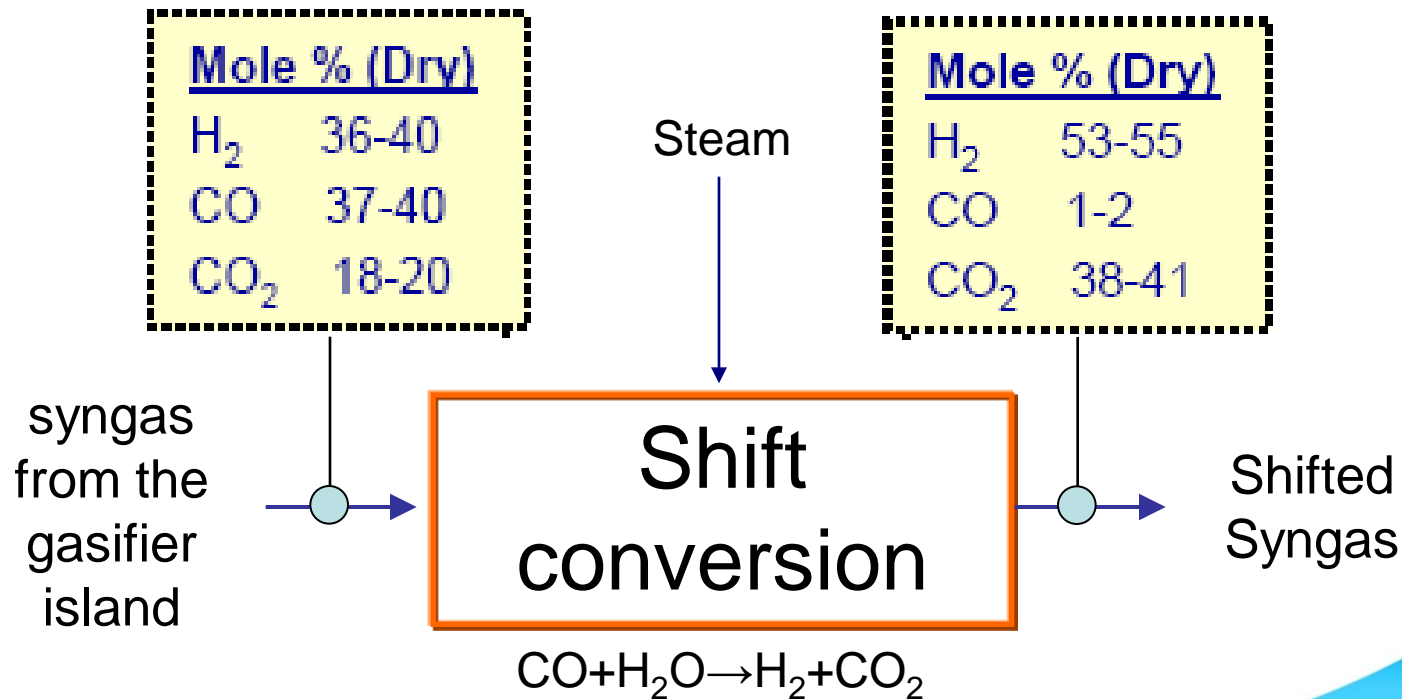 Mole % (Dry)
H₂ 36-40
CO 37-40
CO₂ 18-20
Steam
Mole % (Dry)
H₂ 53-55
CO 1-2
CO₂ 38-41
syngas
from the
gasifier
island
Shift
conversion
Shifted
Syngas
CO+H₂O→H₂+CO₂